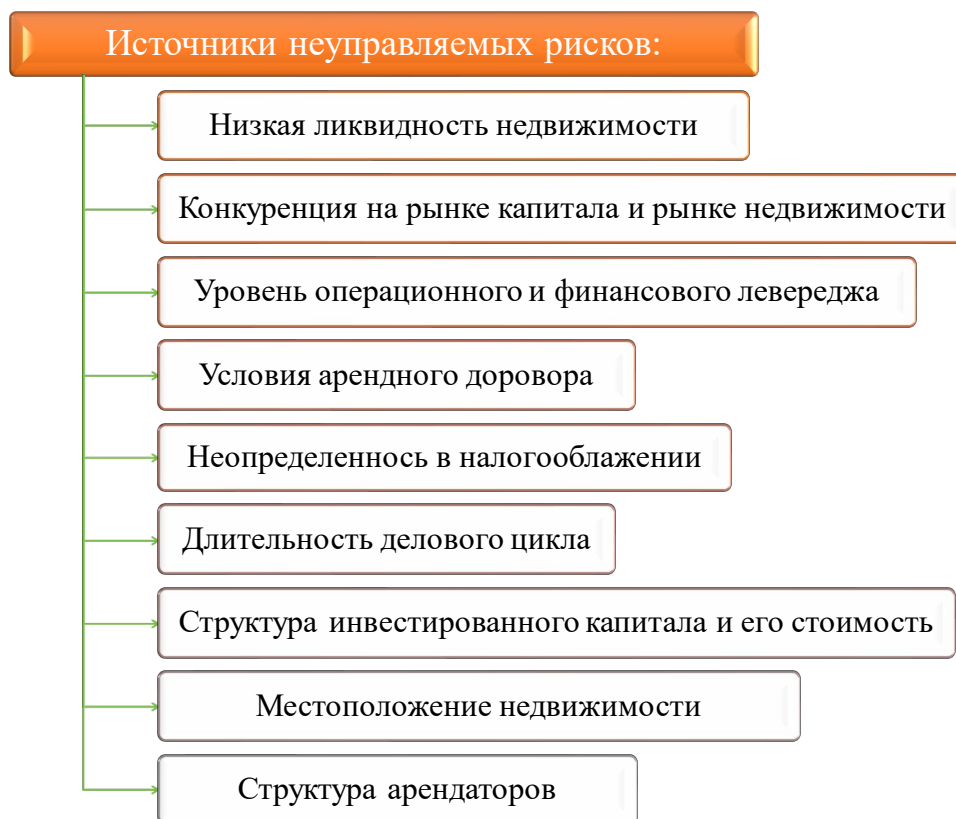 Источники неуправляемых рисков:
Низкая ликвидность недвижимости
Конкуренция на рынке капитала и рынке недвижимости
Уровень операционного и финансового левереджа
Условия арендного доровора
Неопределеннось в налогооблажении
Длительность делового цикла
Структура инвестированного капитала и его стоимость
Местоположение недвижимости
Структура арендаторов